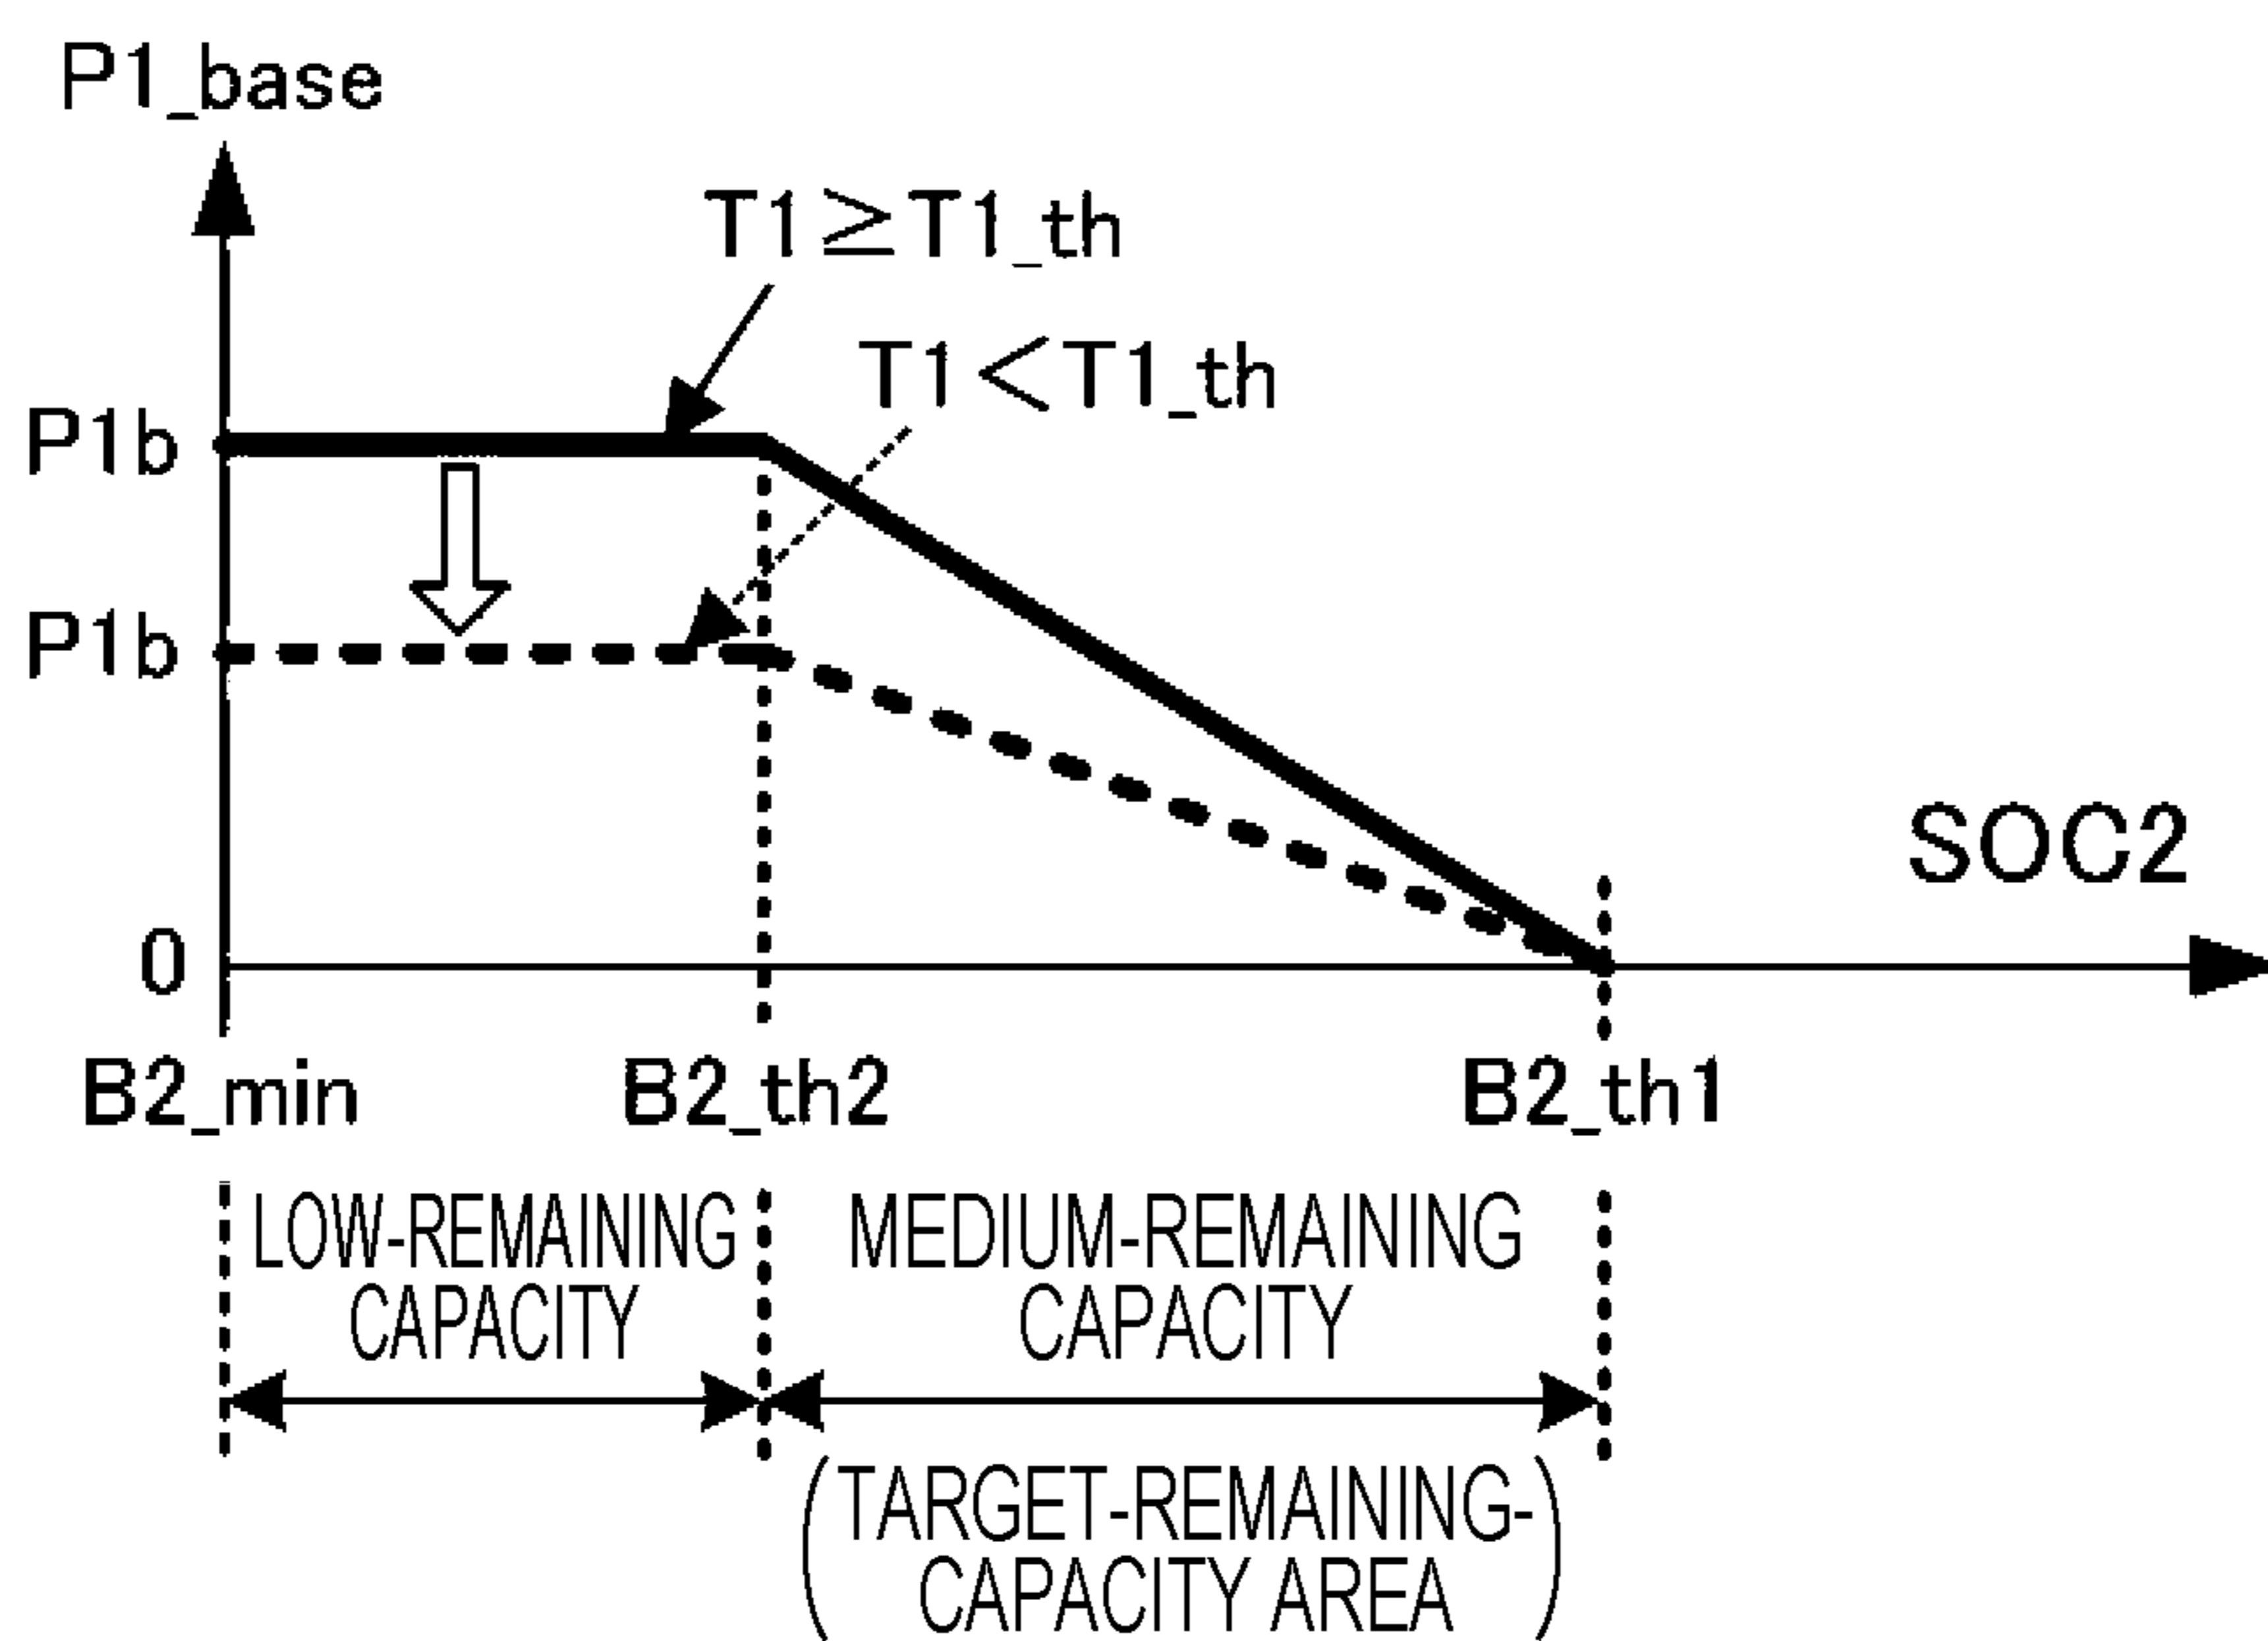 P1_base
T1≥T1_th
T1<T1_th
P1b
P1b
SOC2
0
B2_min B2_th2 B2_th1
LOW-REMAINING
CAPACITY
MEDIUM-REMAINING
CAPACITY
(TARGET-REMAINING-
CAPACITY AREA)